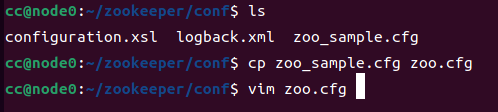 cc@node0:~/zookeeper/conf$ ls
configuration.xsl  logback.xml  zoo_sample.cfg
cc@node0:~/zookeeper/conf$ cp zoo_sample.cfg zoo.cfg
cc@node0:~/zookeeper/conf$ vim zoo.cfg